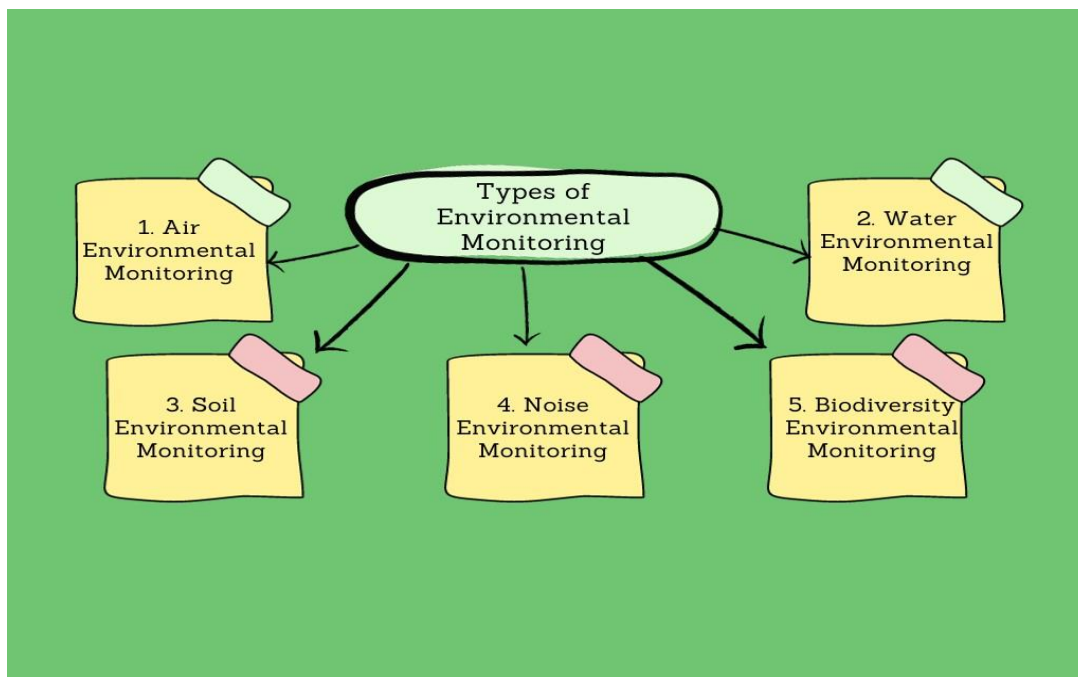 Types of
Environmental
Monitoring
1. Air
Environmental
Monitoring
2. Water
Environmental
Monitoring
3. Soil
Environmental
Monitoring
4. Noise
Environmental
Monitoring
5. Biodiversity
Environmental
Monitoring